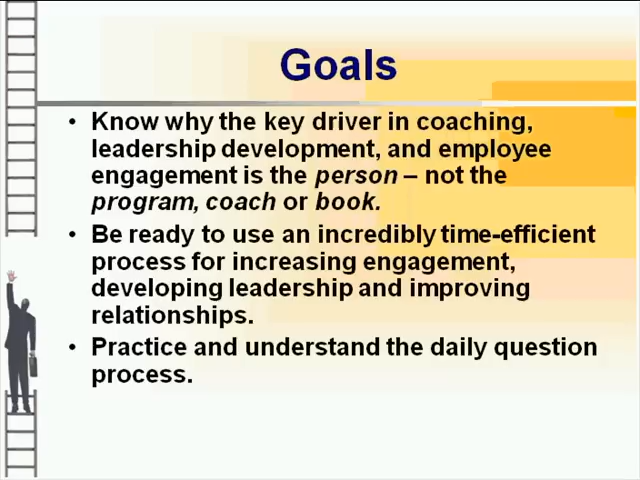 Goals
• Know why the key driver in coaching,
leadership development, and employee
engagement is the person – not the
program, coach or book.
• Be ready to use an incredibly time-efficient
process for increasing engagement,
developing leadership and improving
relationships.
• Practice and understand the daily question
process.